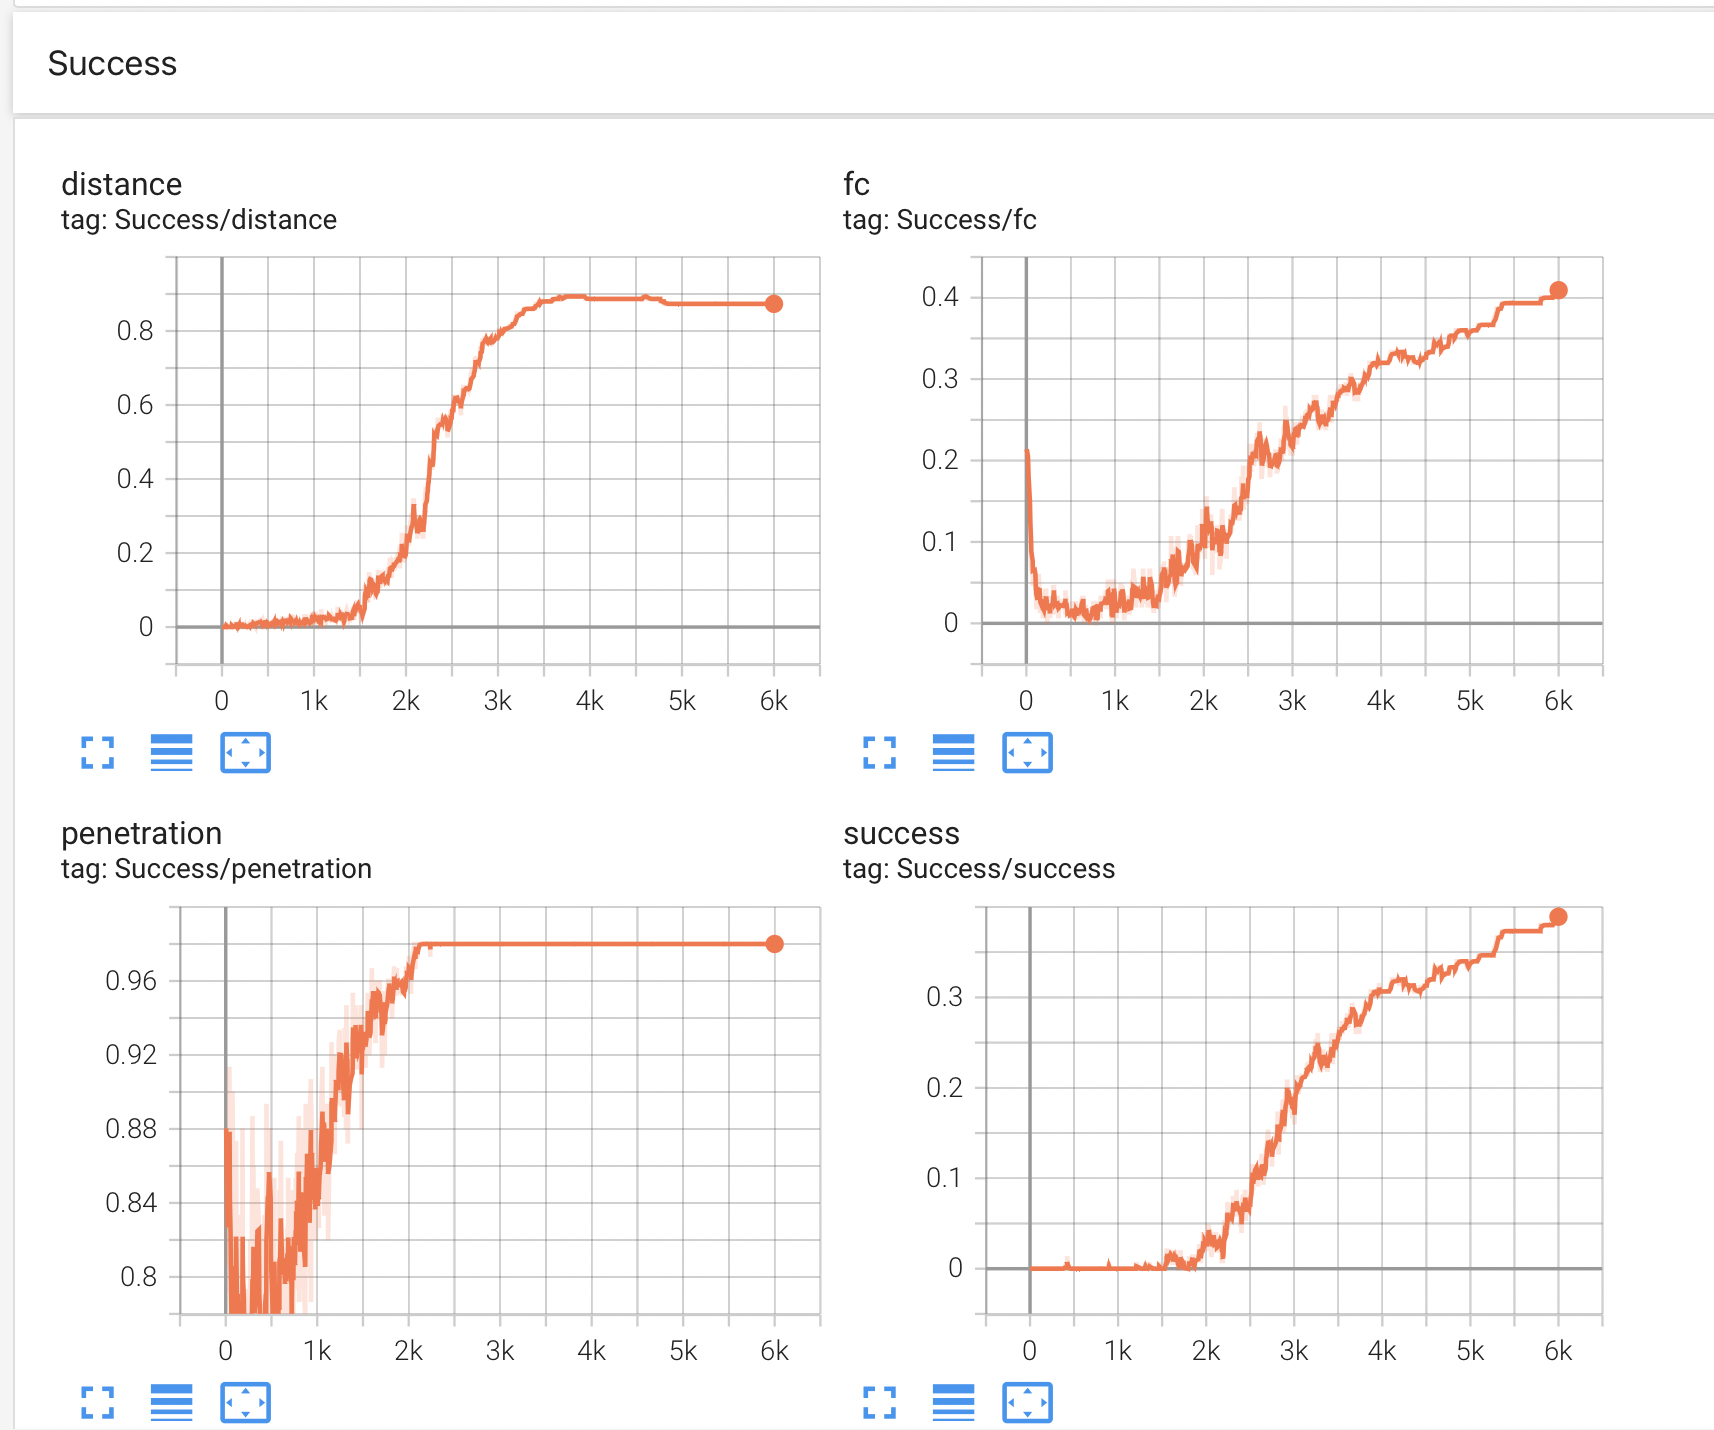 Success
distance
tag: Success/distance
0.8
0.6
0.4
0.2
0
0 1k 2k 3k 4k 5k 6k
fc
tag: Success/fc
0.4
0.3
0.2
0.1
0
0 1k 2k 3k 4k 5k 6k
penetration
tag: Success/penetration
0.96
0.92
0.88
0.84
0.8
0 1k 2k 3k 4k 5k 6k
success
tag: Success/success
0.3
0.2
0.1
0
0 1k 2k 3k 4k 5k 6k